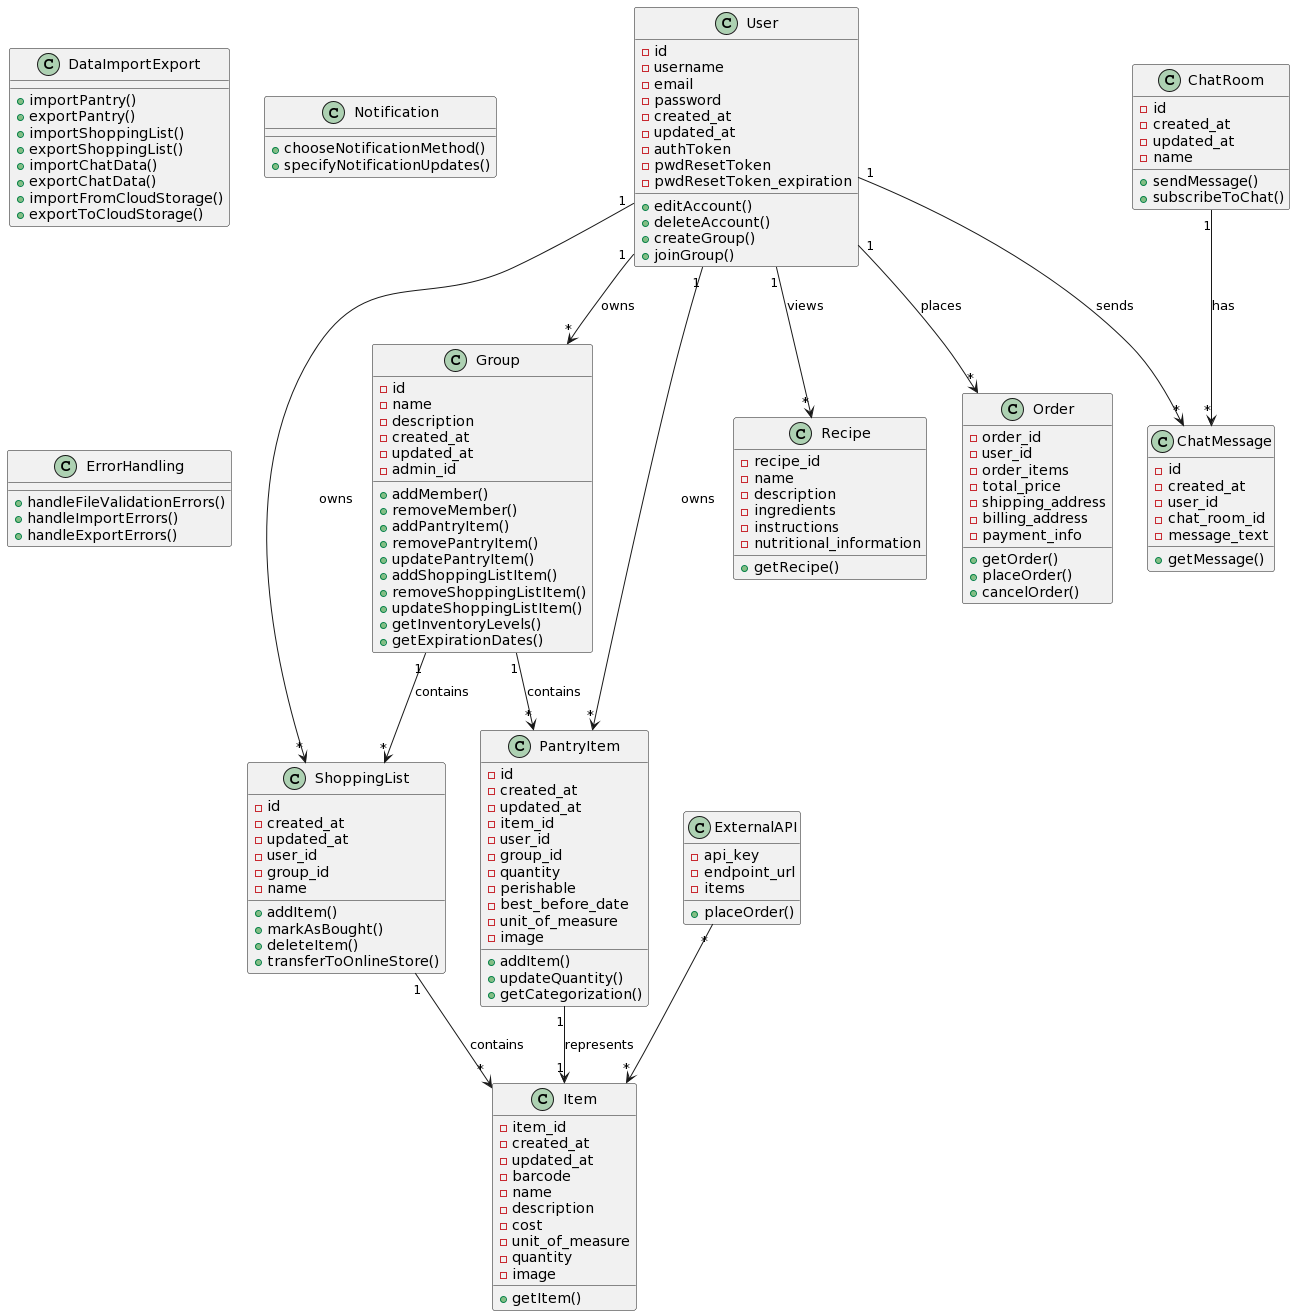 User
id
username
email
password
created_at
updated_at
authToken
pwdResetToken
pwdResetToken_expiration
editAccount()
deleteAccount()
createGroup()
joinGroup()
DataImportExport
importPantry()
exportPantry()
importShoppingList()
exportShoppingList()
importChatData()
exportChatData()
importFromCloudStorage()
exportToCloudStorage()
Notification
chooseNotificationMethod()
specifyNotificationUpdates()
ChatRoom
id
created_at
updated_at
name
sendMessage()
subscribeToChat()
1
1
1
1
1
1
1
owns
views
places
sends
has
*
*
*
*
*
Group
id
name
description
created_at
updated_at
admin_id
addMember()
removeMember()
addPantryItem()
removePantryItem()
updatePantryItem()
addShoppingListItem()
removeShoppingListItem()
updateShoppingListItem()
getInventoryLevels()
getExpirationDates()
Recipe
recipe_id
name
description
ingredients
instructions
nutritional_information
getRecipe()
Order
order_id
user_id
order_items
total_price
shipping_address
billing_address
payment_info
getOrder()
placeOrder()
cancelOrder()
ChatMessage
id
created_at
user_id
chat_room_id
message_text
getMessage()
ErrorHandling
handleFileValidationErrors()
handleImportErrors()
handleExportErrors()
owns
owns
1
1
contains
contains
*
*
*
*
ShoppingList
id
created_at
updated_at
user_id
group_id
name
addItem()
markAsBought()
deleteItem()
transferToOnlineStore()
PantryItem
id
created_at
updated_at
item_id
user_id
group_id
quantity
perishable
best_before_date
unit_of_measure
image
addItem()
updateQuantity()
getCategorization()
ExternalAPI
api_key
endpoint_url
items
placeOrder()
1
1
*
contains
represents
*
1
*
Item
item_id
created_at
updated_at
barcode
name
description
cost
unit_of_measure
quantity
image
getItem()